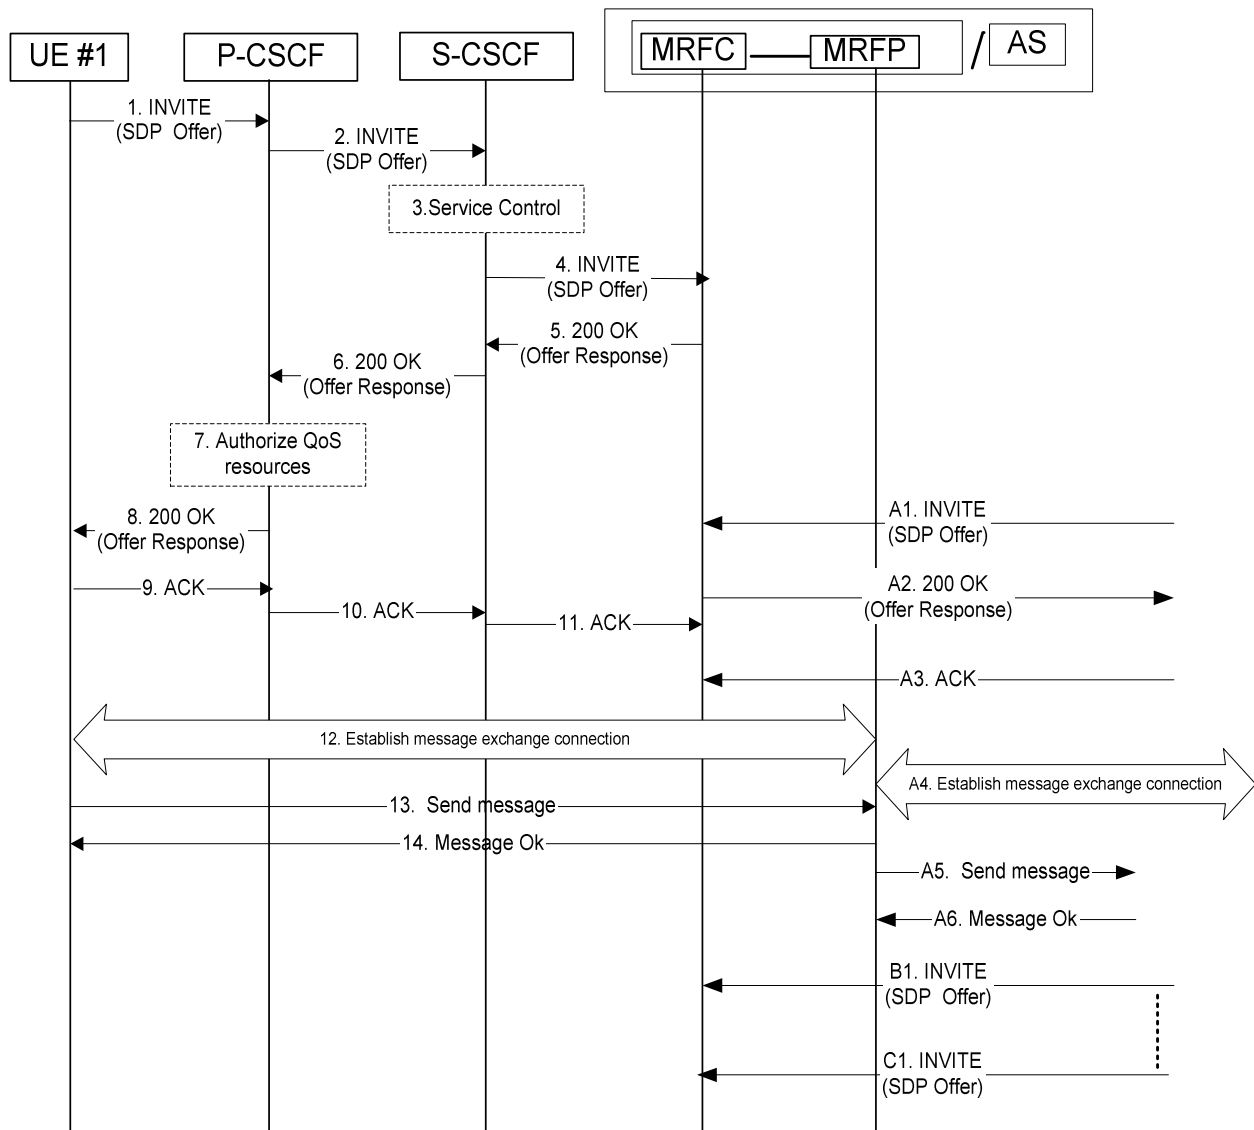 UE #1
P-CSCF
S-CSCF
MRFC
MRFP
/
AS
1. INVITE
(SDP Offer)
2. INVITE
(SDP Offer)
3.Service Control
4. INVITE
(SDP Offer)
5. 200 OK
(Offer Response)
6. 200 OK
(Offer Response)
7. Authorize QoS
resources
8. 200 OK
(Offer Response)
A1. INVITE
(SDP Offer)
9. ACK
A2. 200 OK
(Offer Response)
10. ACK
11. ACK
A3. ACK
12. Establish message exchange connection
A4. Establish message exchange connection
13. Send message
14. Message Ok
A5. Send message
A6. Message Ok
B1. INVITE
(SDP Offer)
C1. INVITE
(SDP Offer)